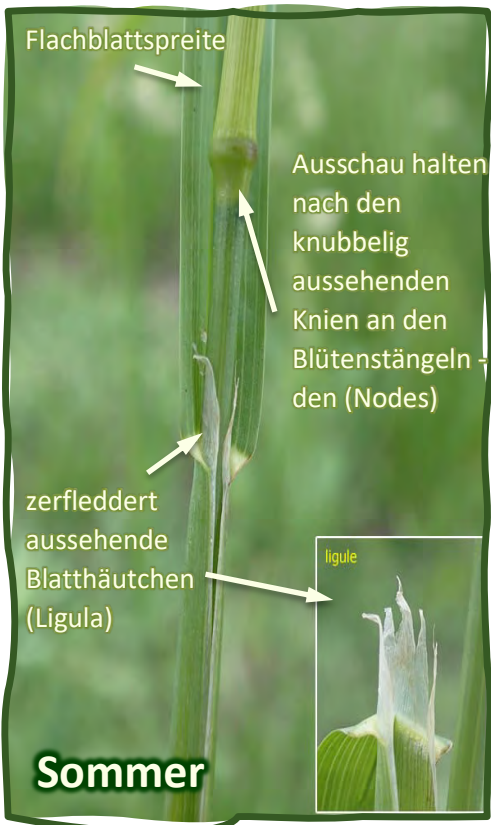 Flachblattspreite
Ausschau halten
nach den
knubbelig
aussehenden
Knien an den
Blütenstängeln -
den (Nodes)
zerfleddert
aussehende
Blatthäutchen
(Ligula)
ligule
Sommer